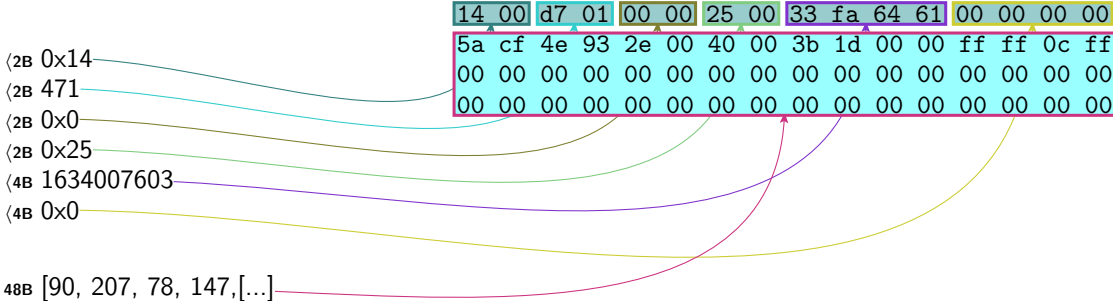 14 00 d7 01 00 00 25 00 33 fa 64 61 00 00 00 00
5a cf 4e 93 2e 00 40 00 3b 1d 00 00 ff ff 0c ff
00 00 00 00 00 00 00 00 00 00 00 00 00 00 00 00
00 00 00 00 00 00 00 00 00 00 00 00 00 00 00 00
⟨2B 0x14
⟨2B 471
⟨2B 0x0
⟨2B 0x25
⟨4B 1634007603
⟨4B 0x0
48B [90, 207, 78, 147,[...]